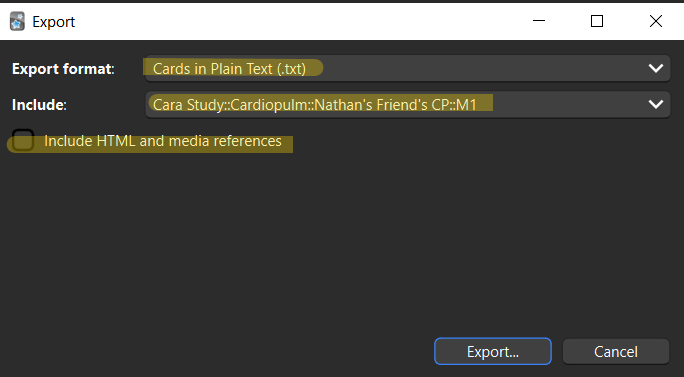 Export
Export format: Cards in Plain Text (.txt)
Include: Cara Study::Cardiopulm::Nathan's Friend's CP::M1
Include HTML and media references
Export... Cancel